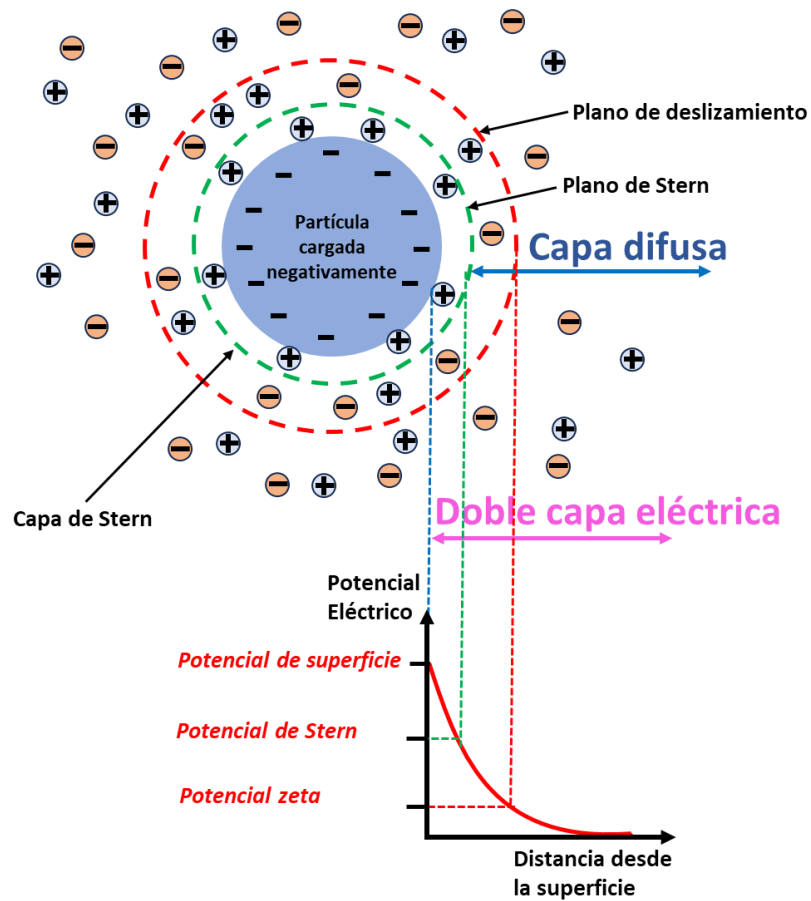 Plano de deslizamiento
Plano de Stern
Partícula
cargada
negativamente
Capa difusa
Capa de Stern
Doble capa eléctrica
Potencial
Eléctrico
Potencial de superficie
Potencial de Stern
Potencial zeta
Distancia desde
la superficie